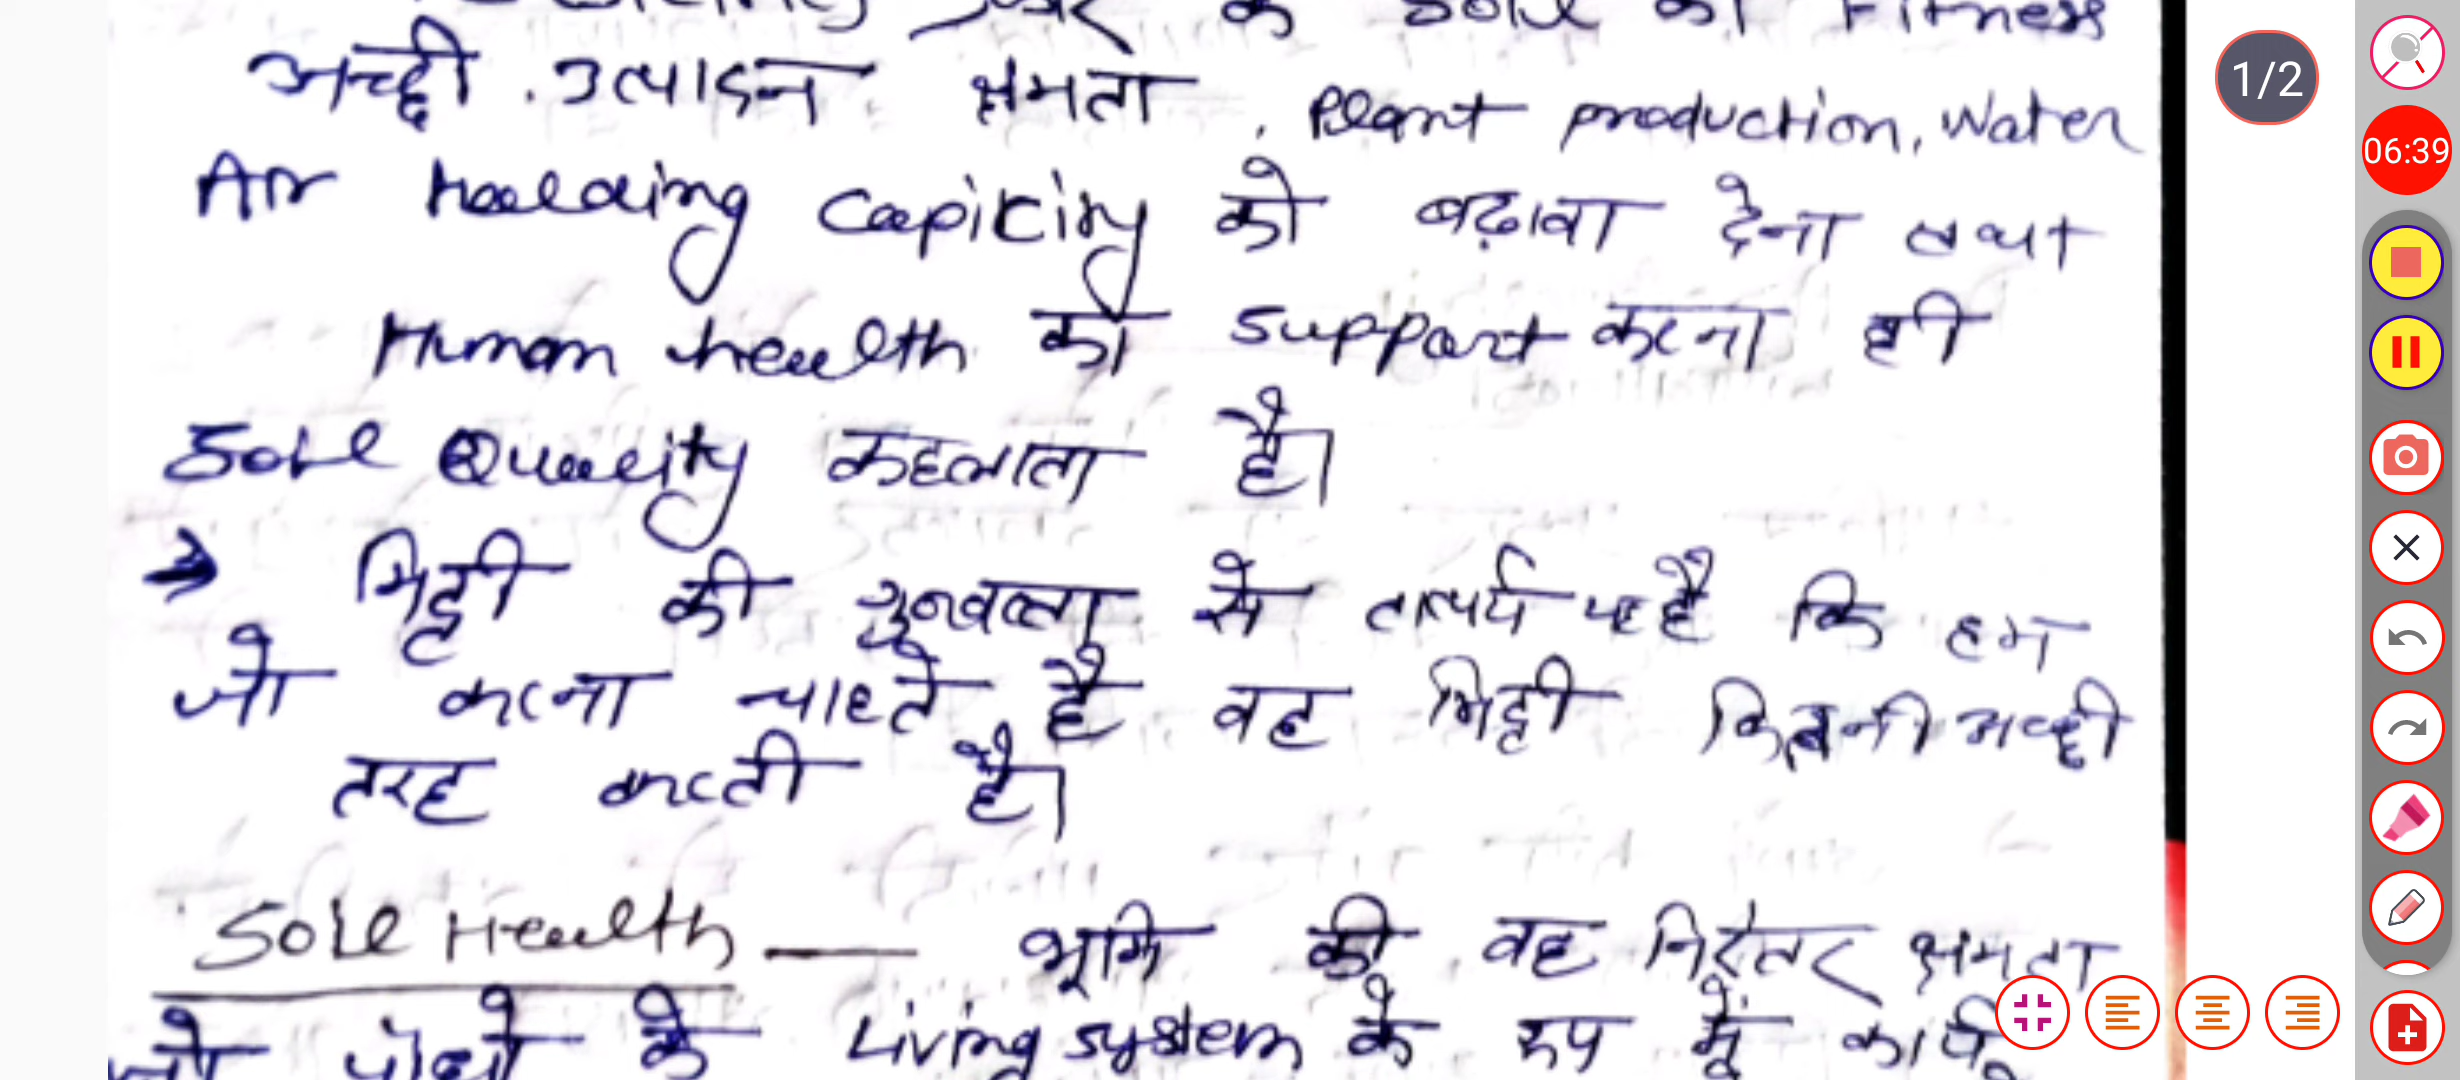 के Soil की Fitness
अच्छी . उत्पादन क्षमता , Plant production, Water
Air hoalding Capicity को बढ़ावा देना तथा
Human health को support करना ही
Soil Quality कहलाता है।
→ मिट्टी की गुणवत्ता से तात्पर्य यह है कि हम
जो करना चाहते है वह मिट्टी कितनी अच्छी
तरह करती है।
Soil Health — भूमि की वह निरंतर क्षमता
जो पौधो के Living system के रुप में कार्य
1/2
06:39